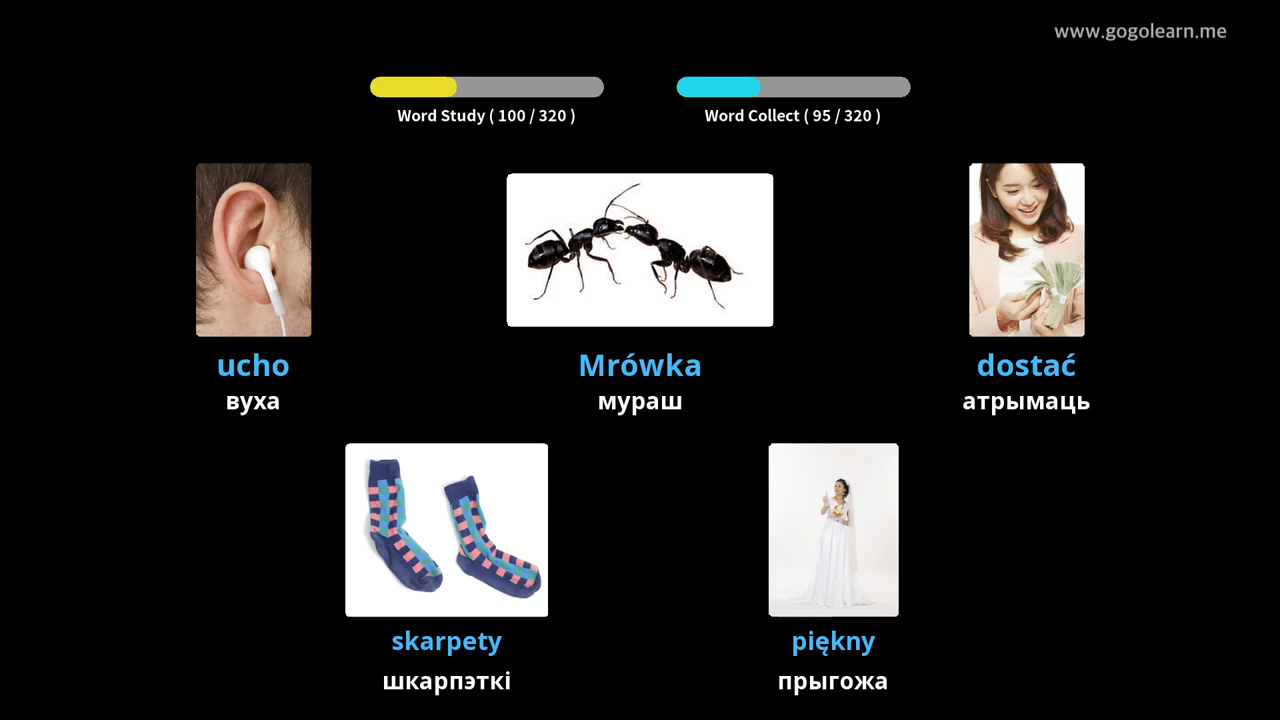 www.gogolearn.me
Word Study ( 100 / 320 )
Word Collect ( 95 / 320 )
ucho
вуха
Mrówka
мураш
dostać
атрымаць
skarpety
шкарпэткі
piękny
прыгожа